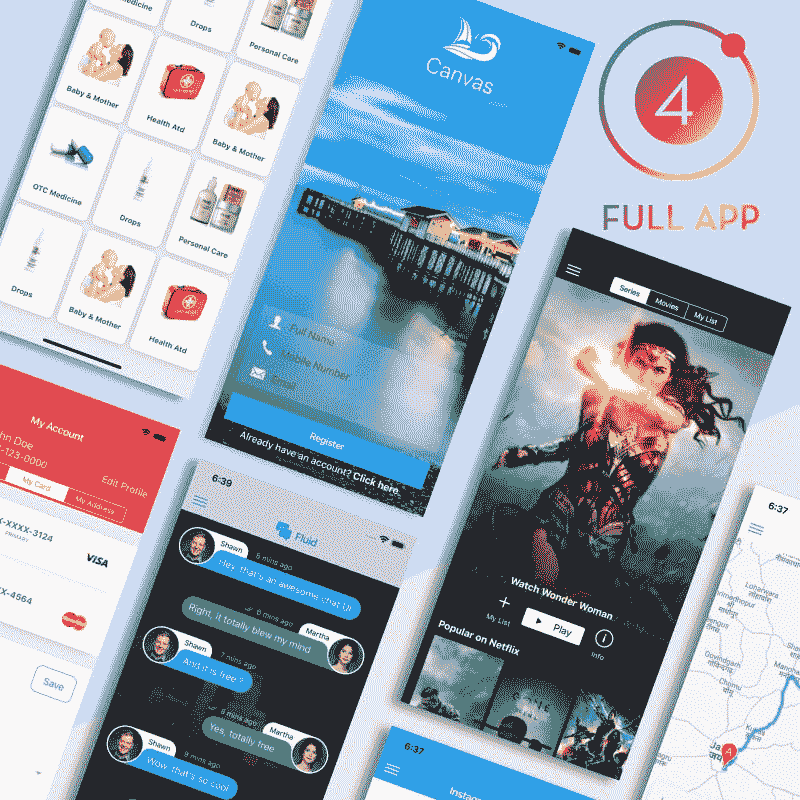 Drops
Personal Care
Baby & Mother
Health Atd
Baby & Mother
OTC Medicine
Drops
Personal Care
Drops
Baby & Mother
Health Atd
Canvas
Full Name
Mobile Number
Email
Register
Already have an account? Click here.
4
FULL APP
Series
Movies
My List
Watch Wonder Woman
My List
Play
Info
Popular on Netflix
My Account
hn Doe
-123-0000
Edit Profile
My Card
My Address
X-XXXX-3124
PRIMARY
VISA
XX-4564
Save
6:39
Fluid
Shawn
5 mins ago
Hey, that's an awesome chat UI
6 mins ago
Martha
Right, it totally blew my mind
Shawn
7 mins ago
And it is free ?
8 mins ago
Martha
Yes, totally free
Shawn
9 mins ago
Wow, that's so cool
6:37
6:37
Loharwara
Govindgarh
Chomu
A